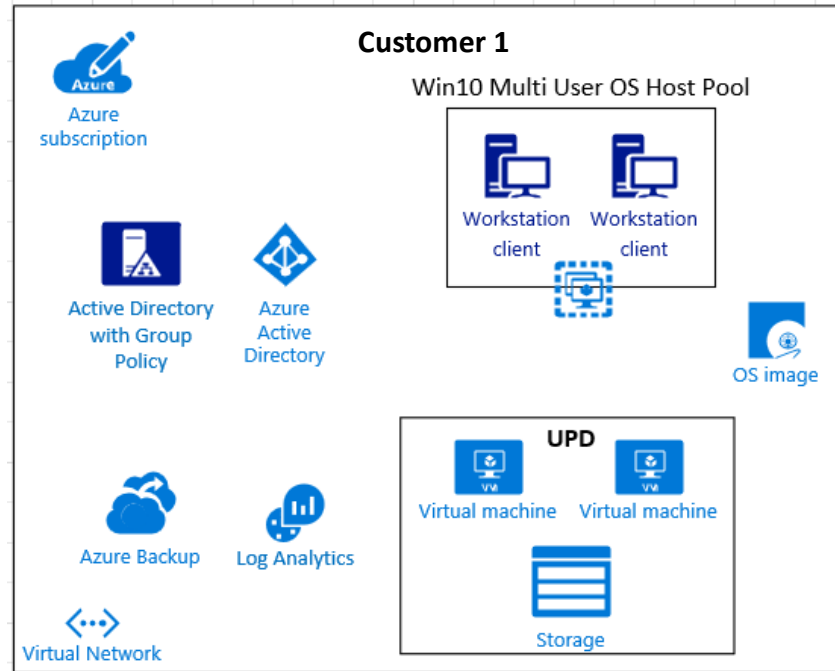 Customer 1
Azure
Azure
subscription
Win10 Multi User OS Host Pool
Workstation
client
Workstation
client
Active Directory
with Group
Policy
Azure
Active
Directory
OS image
UPD
VM
Virtual machine
VM
Virtual machine
Azure Backup
Log Analytics
Storage
Virtual Network